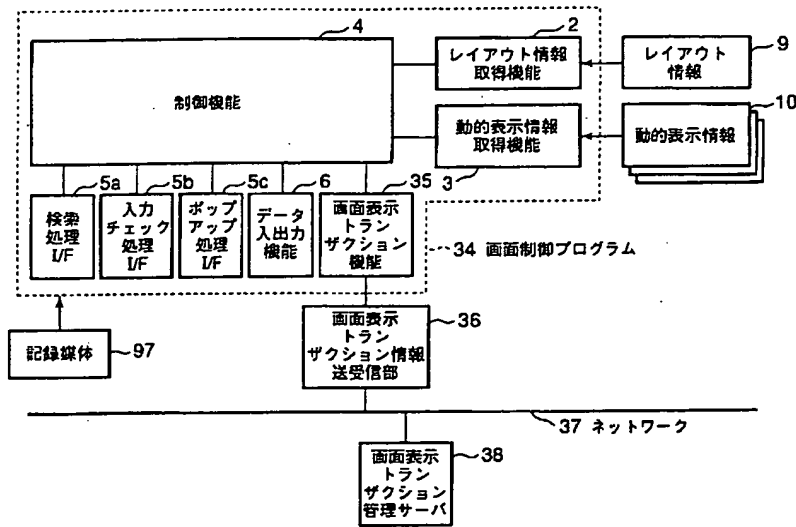 4
2
9
10
制御機能
レイアウト情報
取得機能
レイアウト
情報
動的表示情報
取得機能
動的表示情報
3
5a
5b
5c
6
35
検索
処理
I/F
入力
チェック
処理
I/F
ポップ
アップ
処理
I/F
データ
入出力
機能
画面表示
トラン
ザクション
機能
34 画面制御プログラム
記録媒体
97
画面表示
トラン
ザクション情報
送受信部
36
37 ネットワーク
画面表示
トラン
ザクション
管理サーバ
38